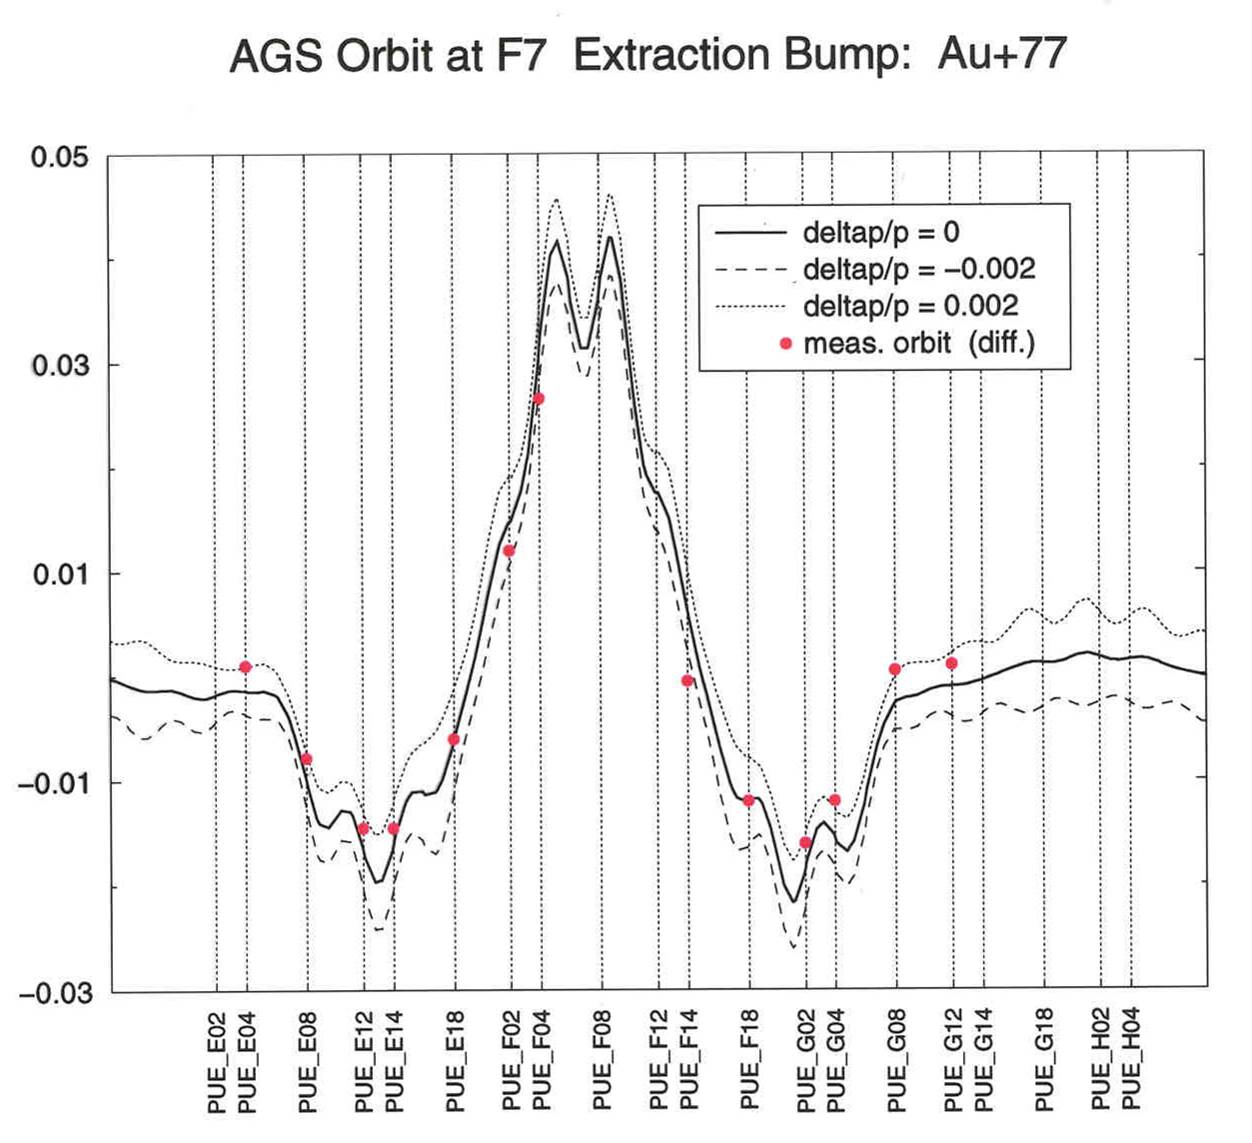 AGS Orbit at F7 Extraction Bump: Au+77
0.05
0.03
0.01
−0.01
−0.03
deltap/p = 0
deltap/p = −0.002
deltap/p = 0.002
meas. orbit (diff.)
PUE_E02
PUE_E04
PUE_E08
PUE_E12
PUE_E14
PUE_E18
PUE_F02
PUE_F04
PUE_F08
PUE_F12
PUE_F14
PUE_F18
PUE_G02
PUE_G04
PUE_G08
PUE_G12
PUE_G14
PUE_G18
PUE_H02
PUE_H04